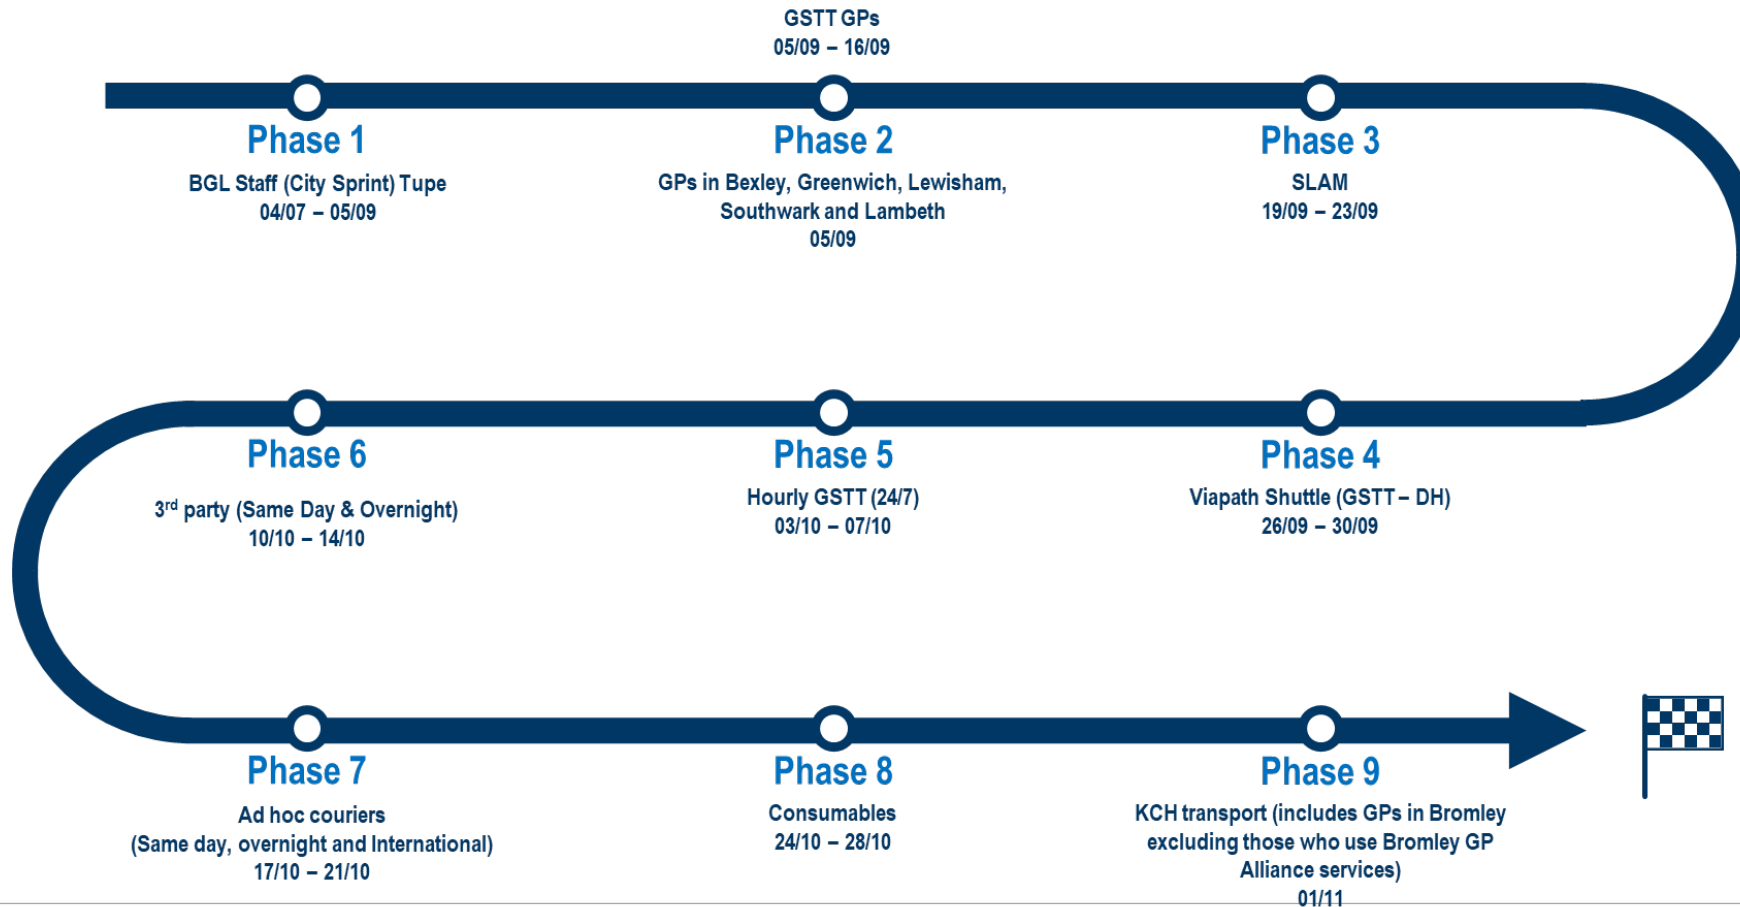 GSTT GPs
05/09 – 16/09
Phase 1
BGL Staff (City Sprint) Tupe
04/07 – 05/09
Phase 2
GPs in Bexley, Greenwich, Lewisham,
Southwark and Lambeth
05/09
Phase 3
SLAM
19/09 – 23/09
Phase 4
Viapath Shuttle (GSTT – DH)
26/09 – 30/09
Phase 5
Hourly GSTT (24/7)
03/10 – 07/10
Phase 6
3rd party (Same Day & Overnight)
10/10 – 14/10
Phase 7
Ad hoc couriers
(Same day, overnight and International)
17/10 – 21/10
Phase 8
Consumables
24/10 – 28/10
Phase 9
KCH transport (includes GPs in Bromley
excluding those who use Bromley GP
Alliance services)
01/11